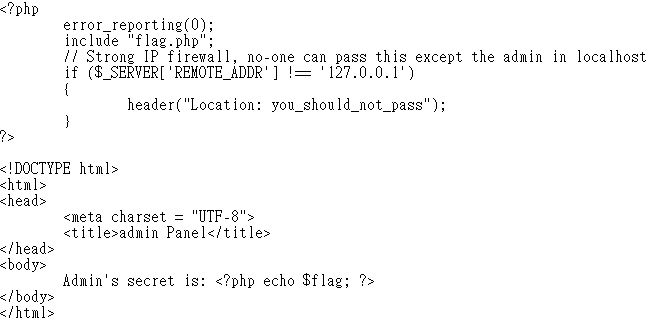 <?php
error_reporting(0);
include "flag.php";
// Strong IP firewall, no-one can pass this except the admin in localhost
if ($_SERVER['REMOTE_ADDR'] !== '127.0.0.1')
{
header("Location: you_should_not_pass");
}
?>
<!DOCTYPE html>
<html>
<head>
<meta charset = "UTF-8">
<title>admin Panel</title>
</head>
<body>
Admin's secret is: <?php echo $flag; ?>
</body>
</html>